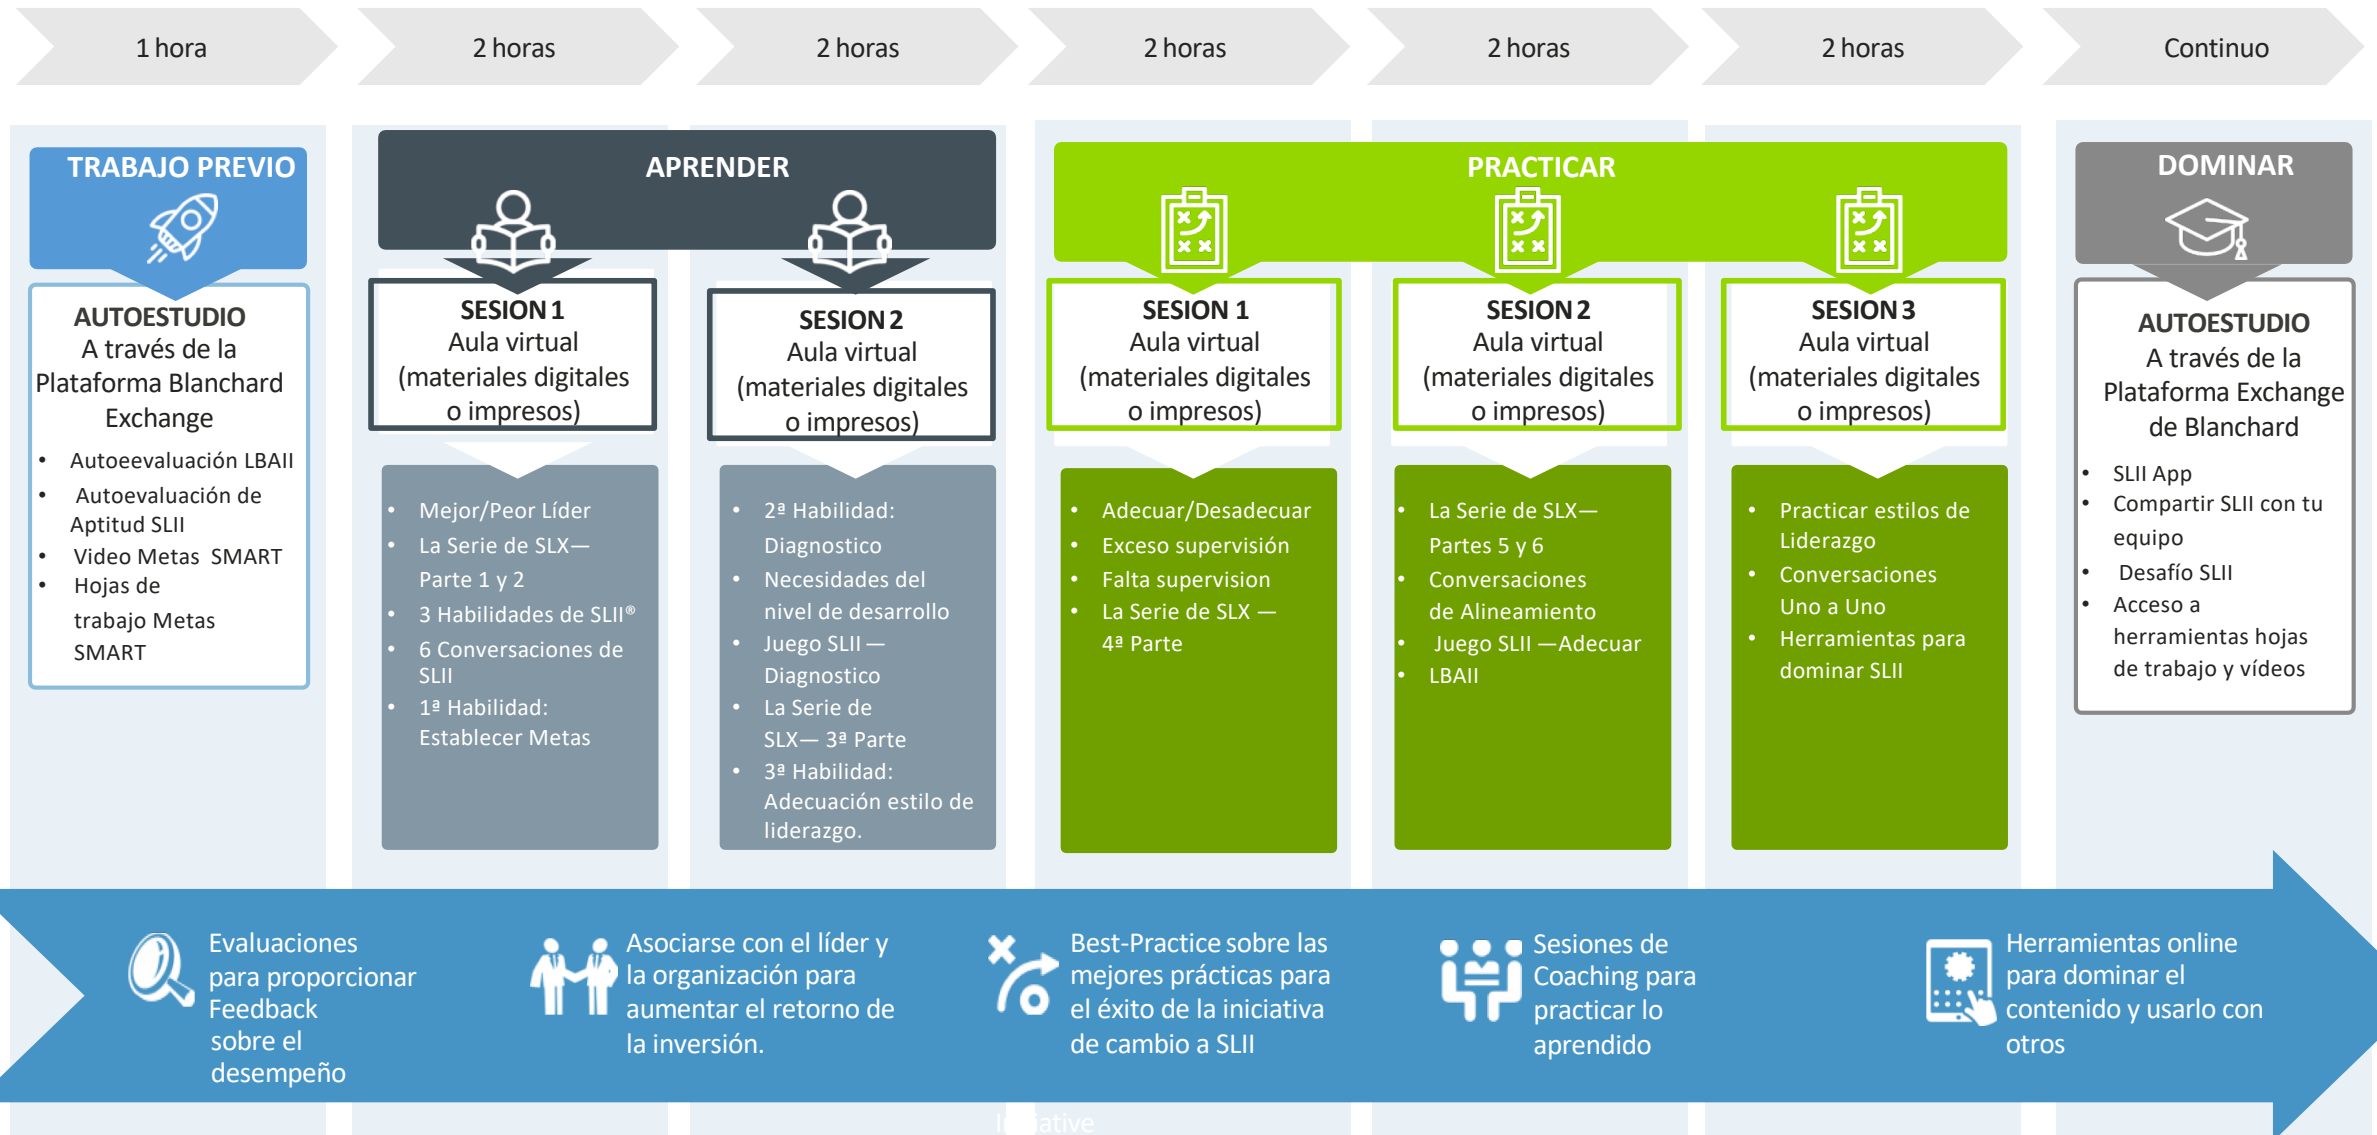 1 hora
2 horas
2 horas
2 horas
2 horas
2 horas
Continuo
TRABAJO PREVIO
AUTOESTUDIO
A través de la
Plataforma Blanchard
Exchange
• Autoeevaluación LBAII
• Autoevaluación de
Aptitud SLII
• Video Metas SMART
• Hojas de
trabajo Metas
SMART
APRENDER
SESION 1
Aula virtual
(materiales digitales
o impresos)
• Mejor/Peor Líder
• La Serie de SLX—
Parte 1 y 2
• 3 Habilidades de SLII®
• 6 Conversaciones de
SLII
• 1ª Habilidad:
Establecer Metas
SESION 2
Aula virtual
(materiales digitales
o impresos)
• 2ª Habilidad:
Diagnostico
• Necesidades del
nivel de desarrollo
• Juego SLII —
Diagnostico
• La Serie de
SLX— 3ª Parte
• 3ª Habilidad:
Adecuación estilo de
liderazgo.
PRACTICAR
SESION 1
Aula virtual
(materiales digitales
o impresos)
• Adecuar/Desadecuar
• Exceso supervisión
• Falta supervision
• La Serie de SLX —
4ª Parte
SESION 2
Aula virtual
(materiales digitales
o impresos)
• La Serie de SLX—
Partes 5 y 6
• Conversaciones
de Alineamiento
• Juego SLII —Adecuar
• LBAII
SESION 3
Aula virtual
(materiales digitales
o impresos)
• Practicar estilos de
Liderazgo
• Conversaciones
Uno a Uno
• Herramientas para
dominar SLII
DOMINAR
AUTOESTUDIO
A través de la
Plataforma Exchange
de Blanchard
• SLII App
• Compartir SLII con tu
equipo
• Desafío SLII
• Acceso a
herramientas hojas
de trabajo y vídeos
Evaluaciones
para proporcionar
Feedback
sobre el
desempeño
Asociarse con el líder y
la organización para
aumentar el retorno de
la inversión.
Best-Practice sobre las
mejores prácticas para
el éxito de la iniciativa
de cambio a SLII
Sesiones de
Coaching para
practicar lo
aprendido
Herramientas online
para dominar el
contenido y usarlo con
otros